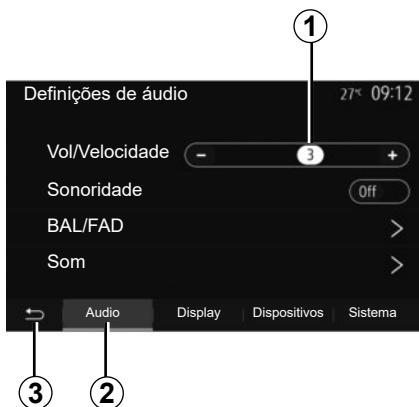 1
Definições de áudio 27°C 09:12
Vol/Velocidade - 3 +
Sonoridade Off
BAL/FAD >
Som >
Audio Display Dispositivos Sistema
3 2